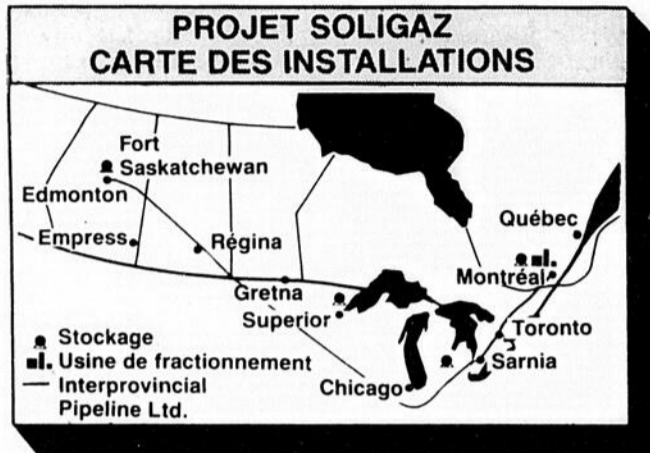 PROJET SOLIGAZ
CARTE DES INSTALLATIONS
Fort
Saskatchewan
Edmonton
Empress
Régina
Québec
Montréal
Gretna
Superior
Toronto
Sarnia
Chicago
Stockage
Usine de fractionnement
Interprovincial
Pipeline Ltd.